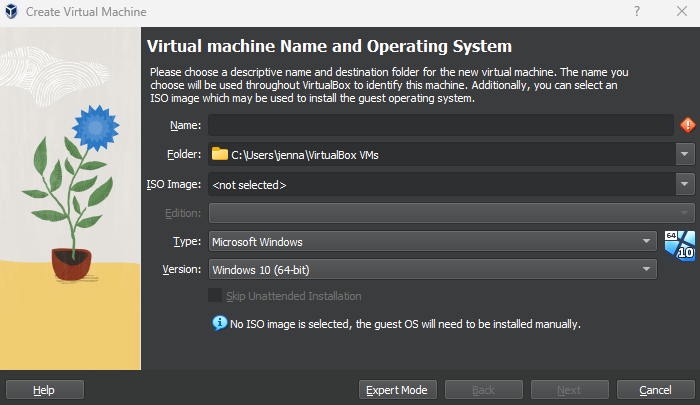 Create Virtual Machine
?
Virtual machine Name and Operating System
Please choose a descriptive name and destination folder for the new virtual machine. The name you
choose will be used throughout VirtualBox to identify this machine. Additionally, you can select an
ISO image which may be used to install the guest operating system.
Name:
Folder: C:\Users\jenna\VirtualBox VMs
ISO Image: <not selected>
Edition:
Type: Microsoft Windows 64
Version: Windows 10 (64-bit) 10
Skip Unattended Installation
No ISO image is selected, the guest OS will need to be installed manually.
Help Expert Mode Back Next Cancel